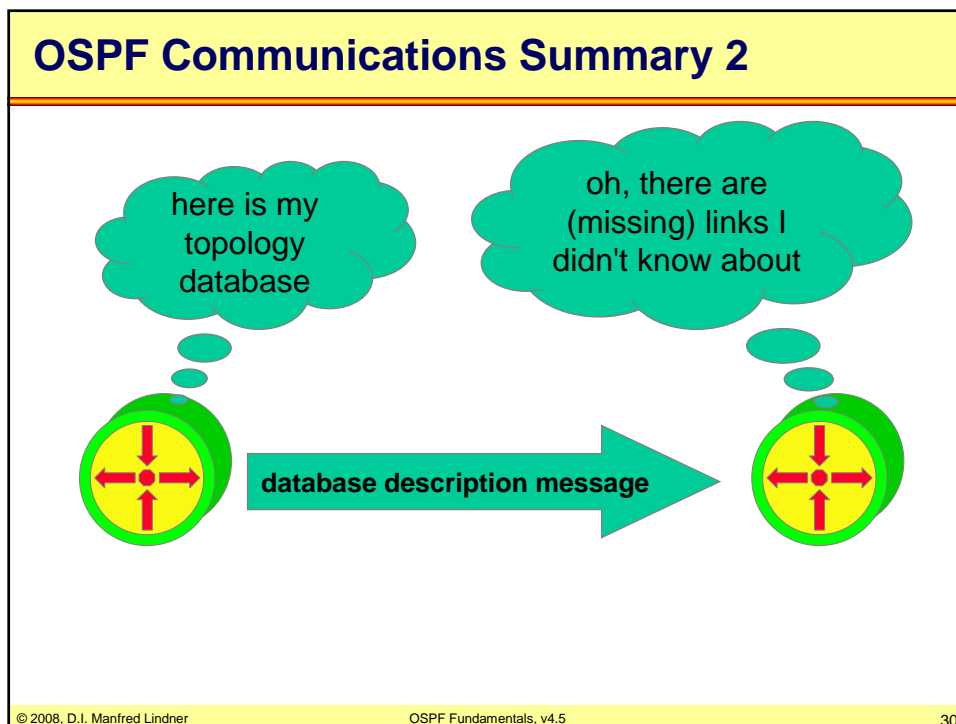 OSPF Communications Summary 2
here is my
topology
database
oh, there are
(missing) links I
didn't know about
database description message
© 2008, D.I. Manfred Lindner
OSPF Fundamentals, v4.5
30